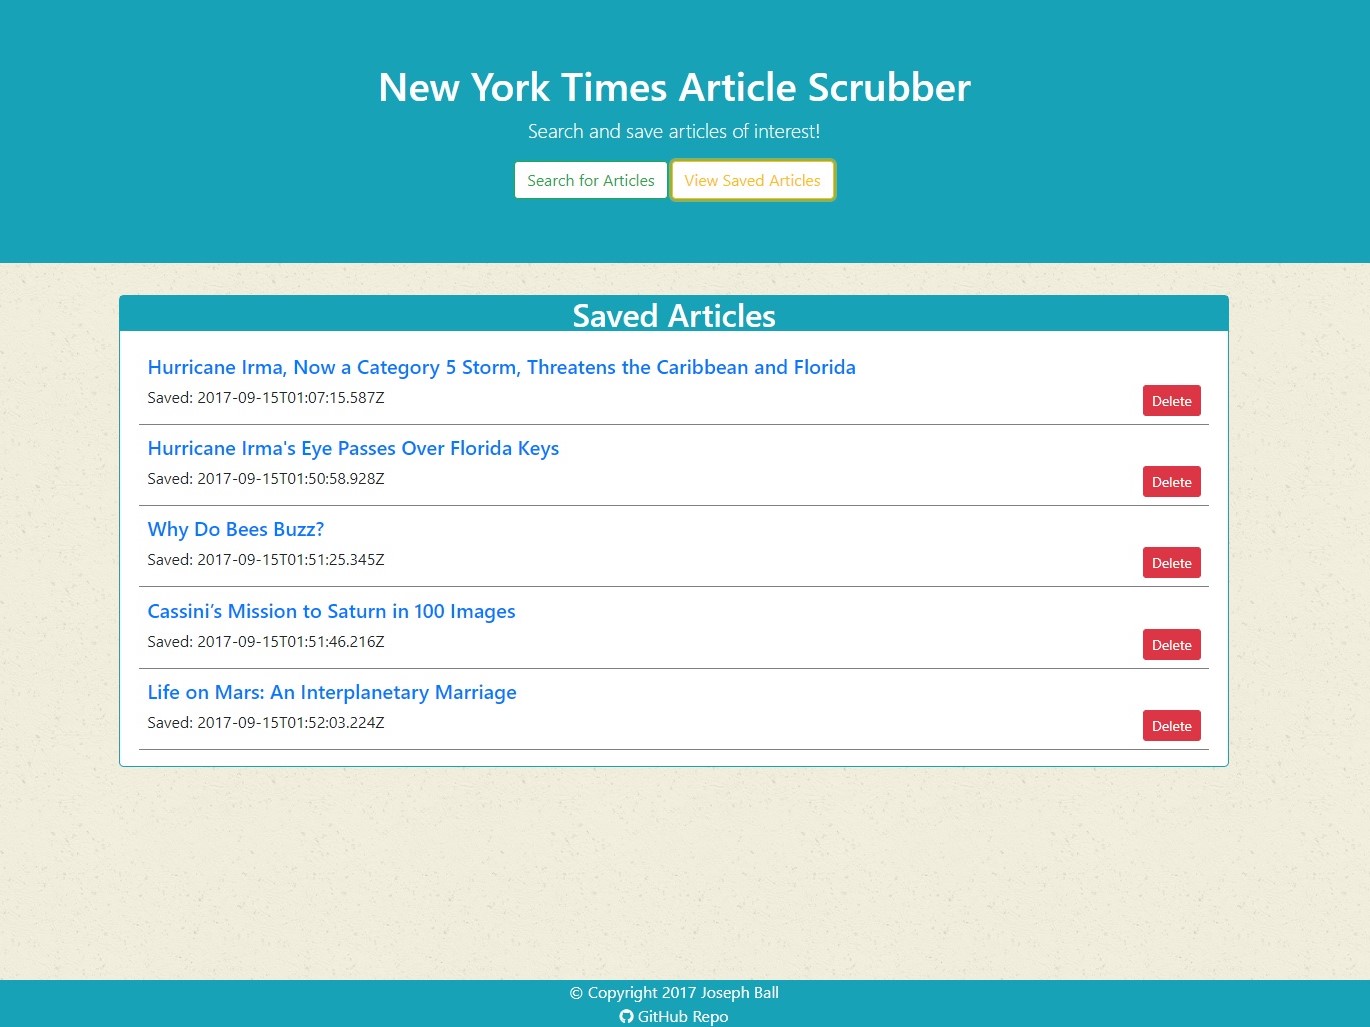 New York Times Article Scrubber
Search and save articles of interest!
Search for Articles View Saved Articles
Saved Articles
Hurricane Irma, Now a Category 5 Storm, Threatens the Caribbean and Florida
Saved: 2017-09-15T01:07:15.587Z
Delete
Hurricane Irma's Eye Passes Over Florida Keys
Saved: 2017-09-15T01:50:58.928Z
Delete
Why Do Bees Buzz?
Saved: 2017-09-15T01:51:25.345Z
Delete
Cassini’s Mission to Saturn in 100 Images
Saved: 2017-09-15T01:51:46.216Z
Delete
Life on Mars: An Interplanetary Marriage
Saved: 2017-09-15T01:52:03.224Z
Delete
© Copyright 2017 Joseph Ball
GitHub Repo